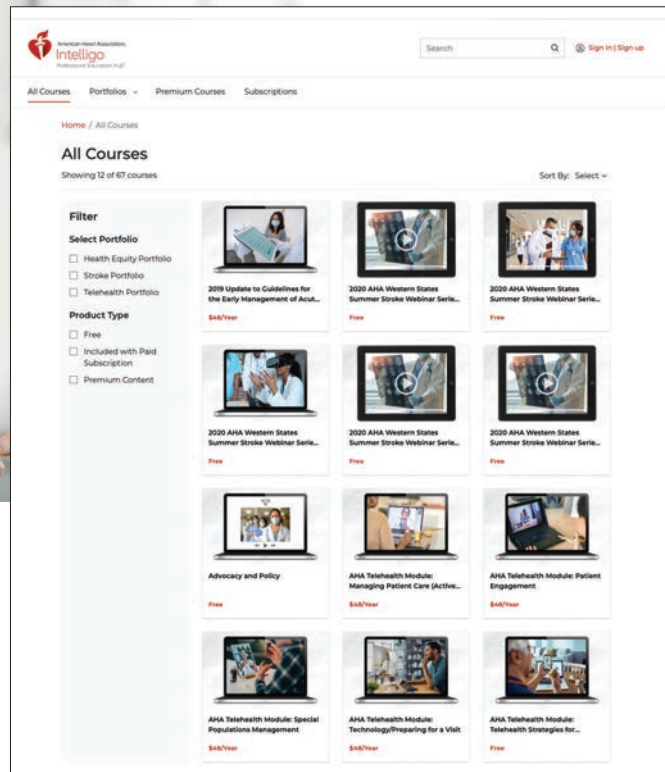 American Heart Association.
Intelligo
Professional Education Hub™
Search
Sign in | Sign up
All Courses Portfolios Premium Courses Subscriptions
Home / All Courses
All Courses
Showing 12 of 67 courses
Sort By: Select
Filter
Select Portfolio
Health Equity Portfolio
Stroke Portfolio
Telehealth Portfolio
Product Type
Free
Included with Paid
Subscription
Premium Content
2019 Update to Guidelines for
the Early Management of Acut...
$48/Year
2020 AHA Western States
Summer Stroke Webinar Serie...
Free
2020 AHA Western States
Summer Stroke Webinar Serie...
Free
2020 AHA Western States
Summer Stroke Webinar Serie...
Free
2020 AHA Western States
Summer Stroke Webinar Serie...
Free
2020 AHA Western States
Summer Stroke Webinar Serie...
Free
Advocacy and Policy
Free
AHA Telehealth Module:
Managing Patient Care (Active...
$48/Year
AHA Telehealth Module: Patient
Engagement
$48/Year
AHA Telehealth Module: Special
Populations Management
$48/Year
AHA Telehealth Module:
Technology/Preparing for a Visit
$48/Year
AHA Telehealth Module:
Telehealth Strategies for...
Free